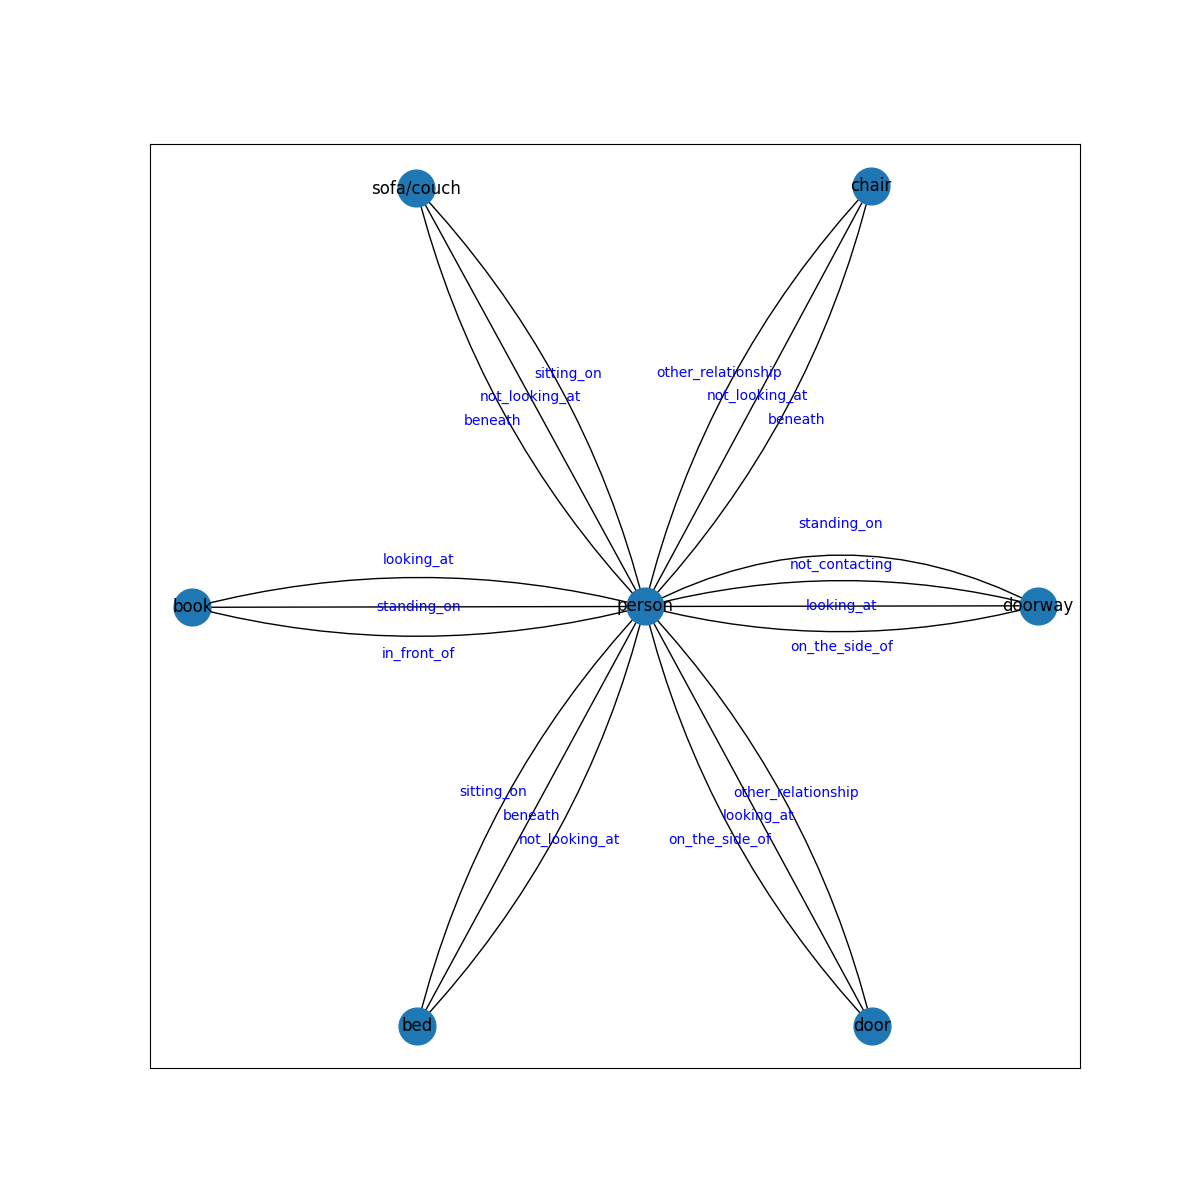 sofa/couch
chair
sitting_on
other_relationship
not_looking_at
not_looking_at
beneath
beneath
standing_on
looking_at
not_contacting
book
standing_on
person
looking_at
doorway
in_front_of
on_the_side_of
sitting_on
other_relationship
beneath
looking_at
not_looking_at
on_the_side_of
bed
door